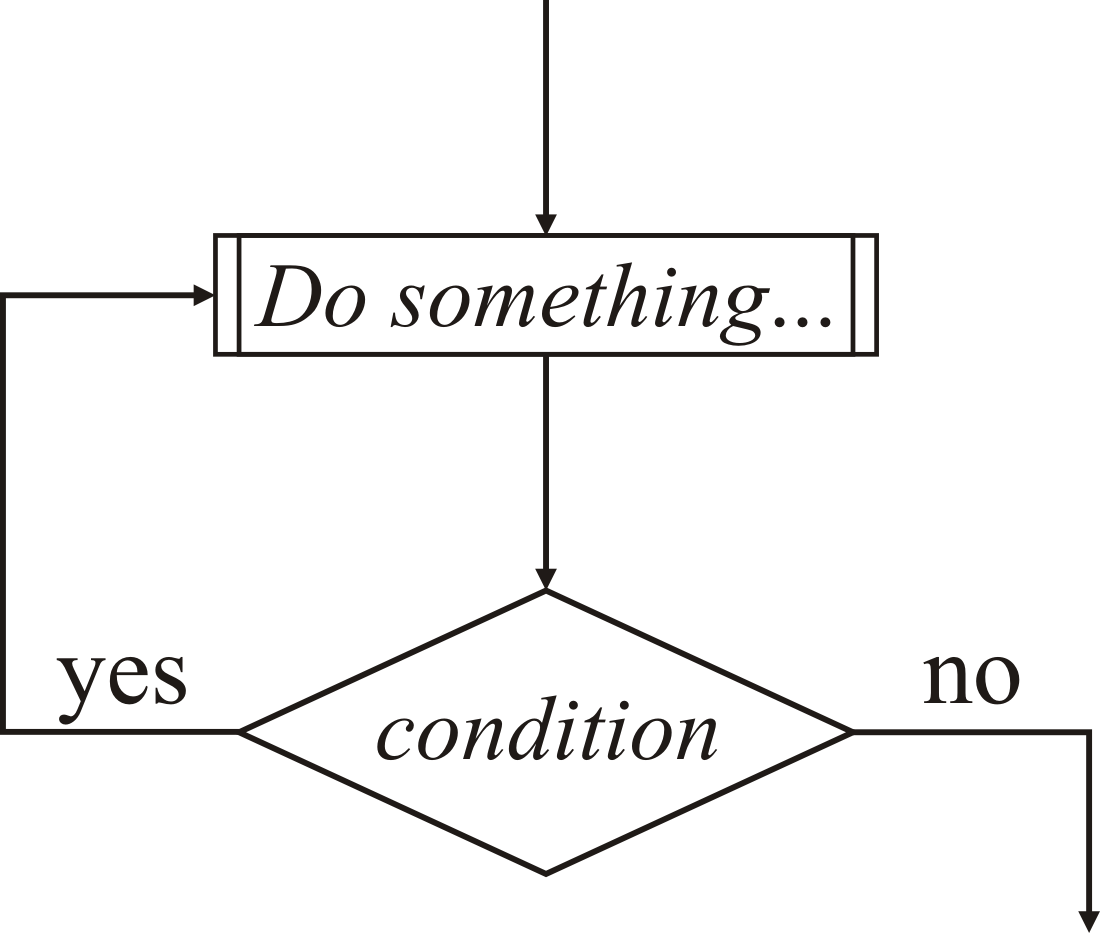 Do something...
yes
no
condition